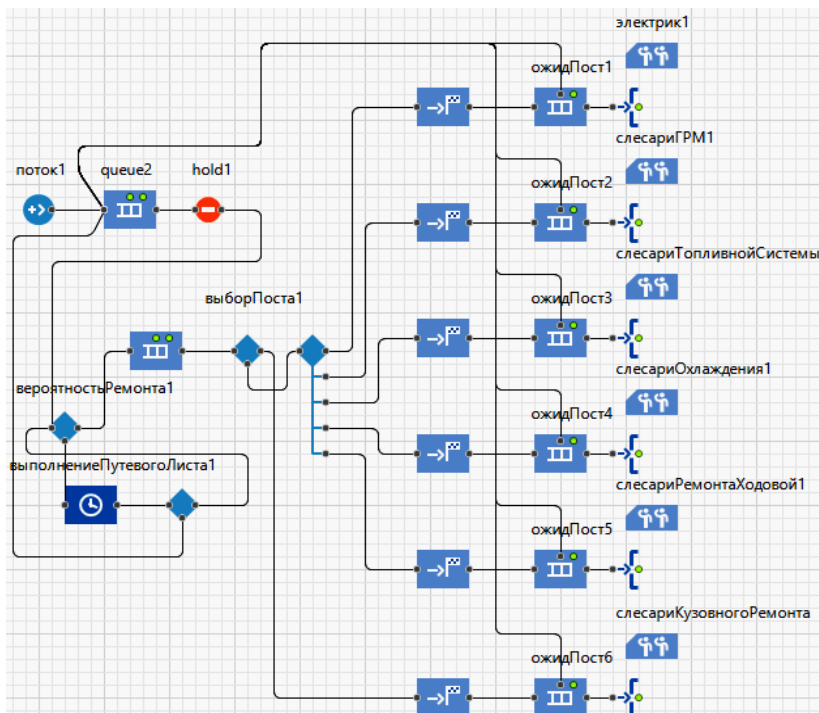 электрик1
ожидПост1
слесариГРМ1
поток1
queue2
hold1
ожидПост2
слесариТопливнойСистемы
выборПоста1
ожидПост3
слесариОхлаждения1
вероятностьРемонта1
ожидПост4
выполнениеПутевогоЛиста1
слесариРемонтаХодовой1
ожидПост5
слесариКузовногоРемонта
ожидПост6